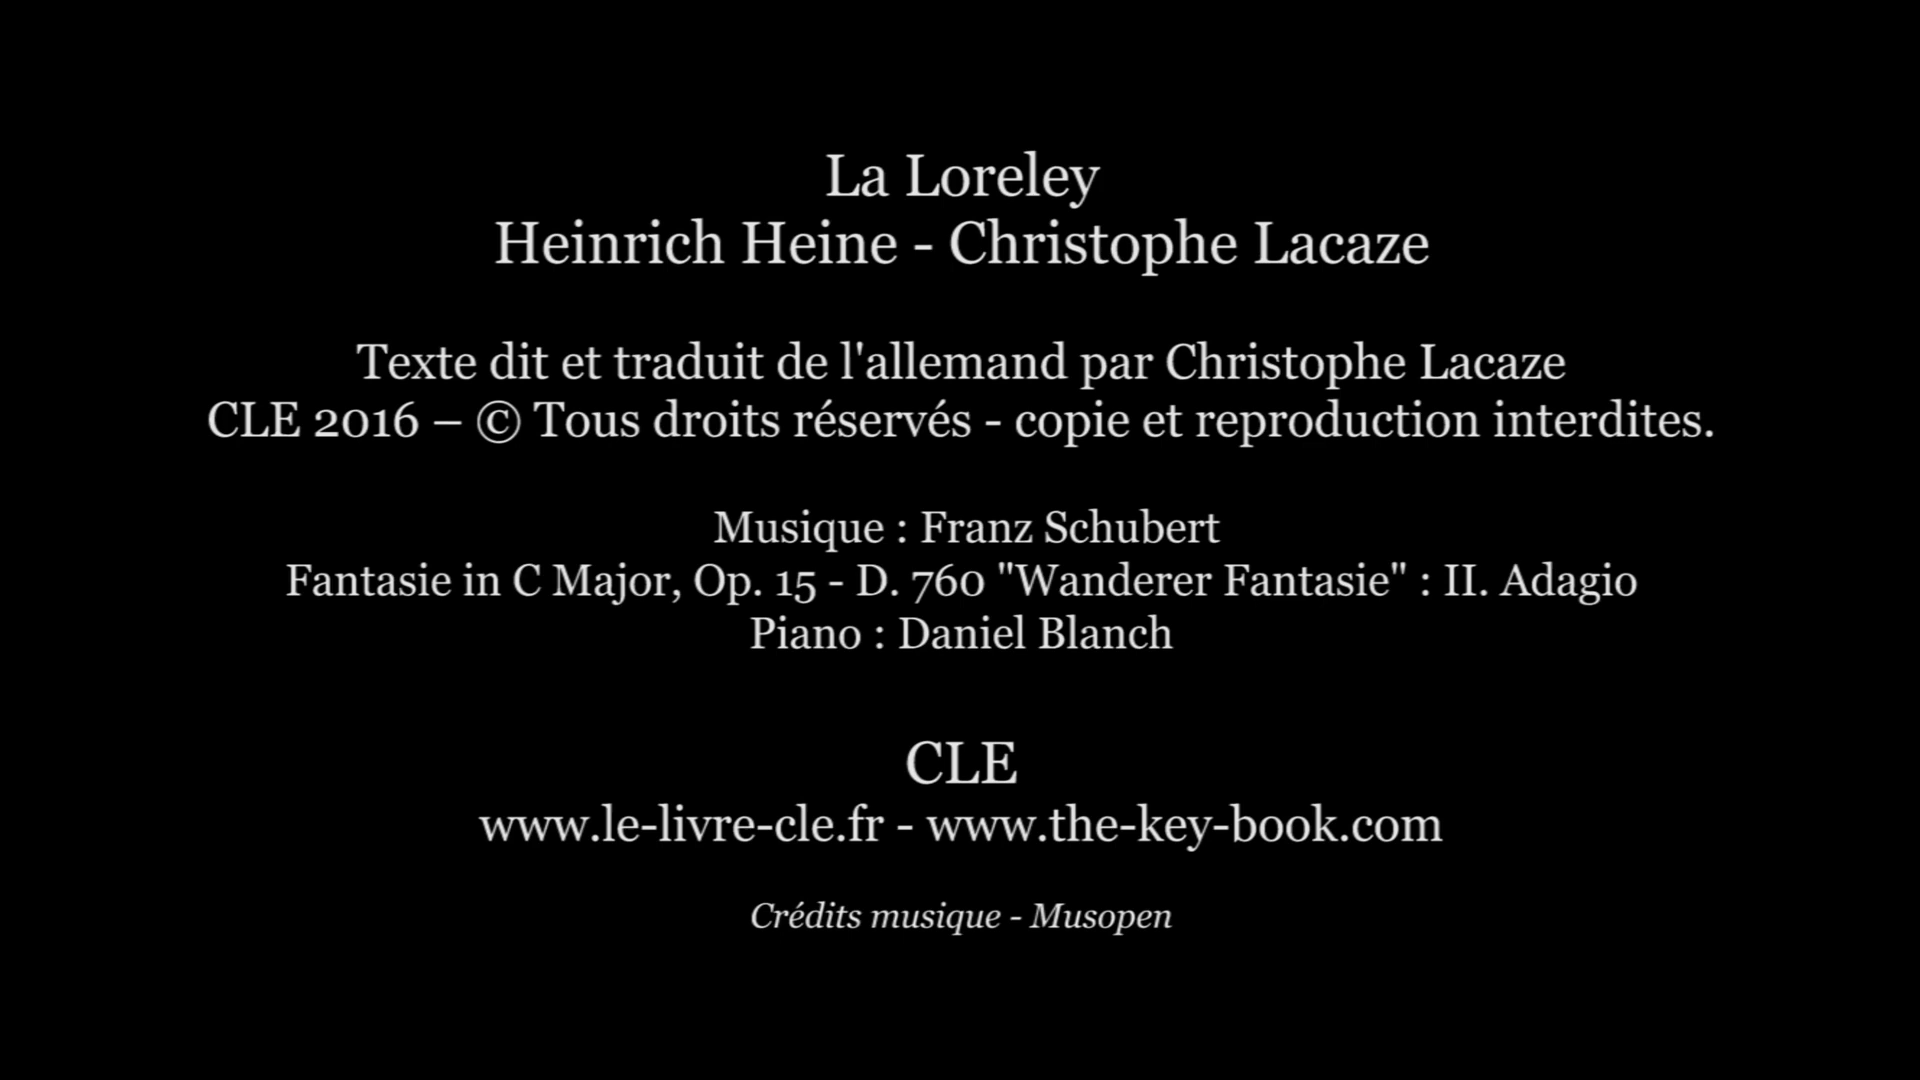 La Loreley
Heinrich Heine - Christophe Lacaze
Texte dit et traduit de l'allemand par Christophe Lacaze
CLE 2016 – © Tous droits réservés - copie et reproduction interdites.
Musique : Franz Schubert
Fantasie in C Major, Op. 15 - D. 760 "Wanderer Fantasie" : II. Adagio
Piano : Daniel Blanch
CLE
www.le-livre-cle.fr - www.the-key-book.com
Crédits musique - Musopen